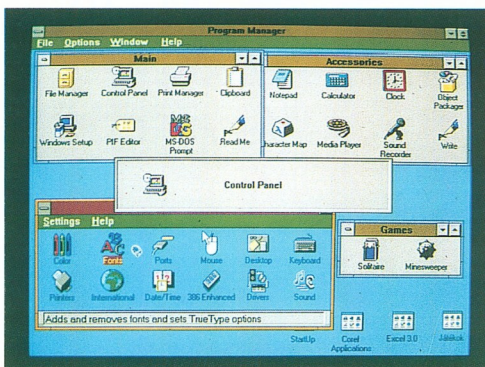 Program Manager
File Options Window Help
Main
File Manager Control Panel Print Manager Clipboard
Windows Setup PIF Editor MS-DOS Prompt Read Me
Accessories
Notepad Calculator Clock Object Packager
Character Map Media Player Sound Recorder Write
Control Panel
Settings Help
Color Fonts Ports Mouse Desktop Keyboard
Printers International Date/Time 386 Enhanced Drivers Sound
Adds and removes fonts and sets TrueType options
Games
Solitaire Minesweeper
StartUp Corel Applications Excel 3.0 Játékok